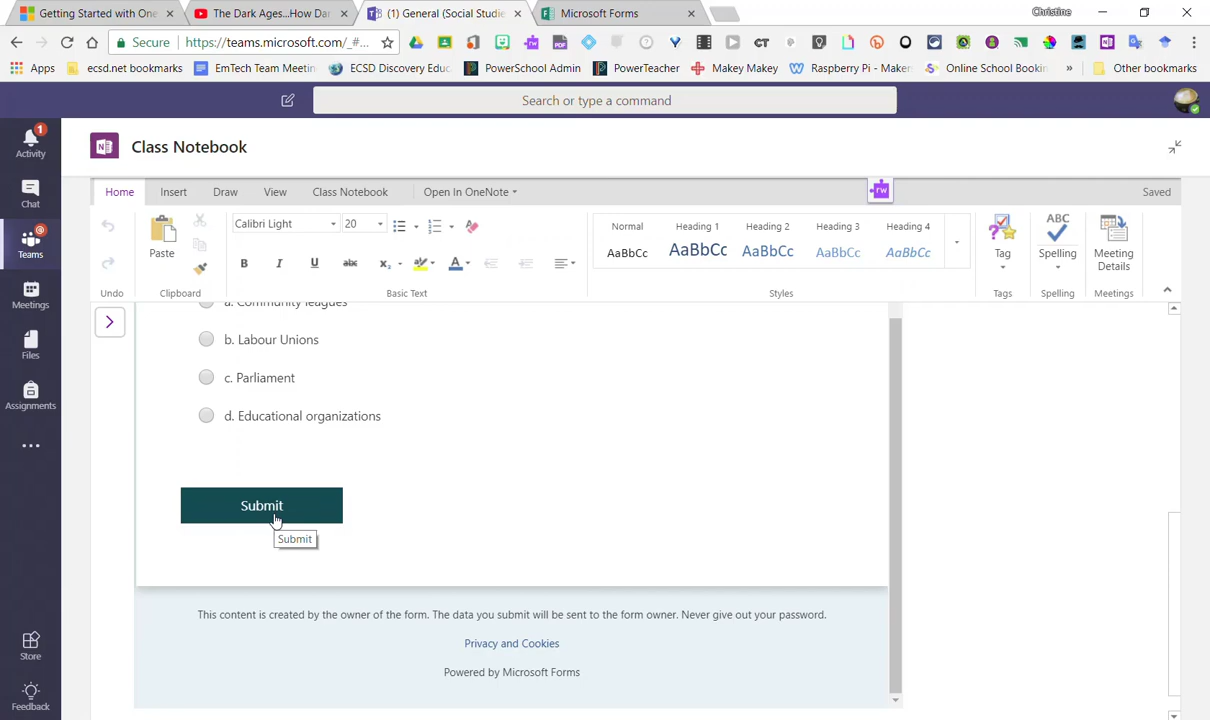 Getting Started with One
The Dark Ages...How Dar
(1) General (Social Studie
Microsoft Forms
Christine
Secure
https://teams.microsoft.com/_#...
Apps
ecsd.net bookmarks
EmTech Team Meetin
ECSD Discovery Educ
PowerSchool Admin
PowerTeacher
Makey Makey
Raspberry Pi - Maker
Online School Bookin
»
Other bookmarks
Search or type a command
Activity
1
Chat
Teams
Meetings
Files
Assignments
Store
Feedback
Class Notebook
Home
Insert
Draw
View
Class Notebook
Open In OneNote
rw
Saved
Calibri Light
20
Paste
B I U abc x₂ ab A
Undo
Clipboard
Basic Text
Normal
Heading 1
Heading 2
Heading 3
Heading 4
AaBbCc
AaBbCc
AaBbCc
AaBbCc
AaBbCc
Styles
Tag
ABC
Spelling
Meeting
Details
Tags
Spelling
Meetings
a. Community leagues
b. Labour Unions
c. Parliament
d. Educational organizations
Submit
Submit
This content is created by the owner of the form. The data you submit will be sent to the form owner. Never give out your password.
Privacy and Cookies
Powered by Microsoft Forms